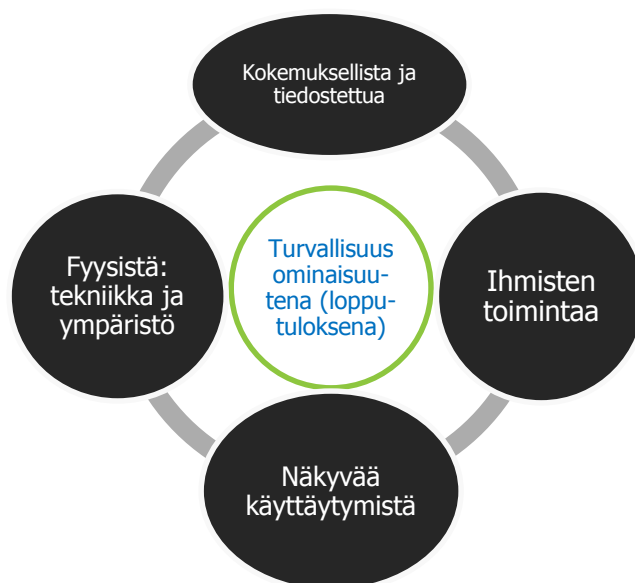 Kokemuksellista ja
tiedostettua
Fyysistä:
tekniikka ja
ympäristö
Turvallisuus
ominaisuu-
tena (loppu-
tuloksena)
Ihmisten
toimintaa
Näkyvää
käyttäytymistä